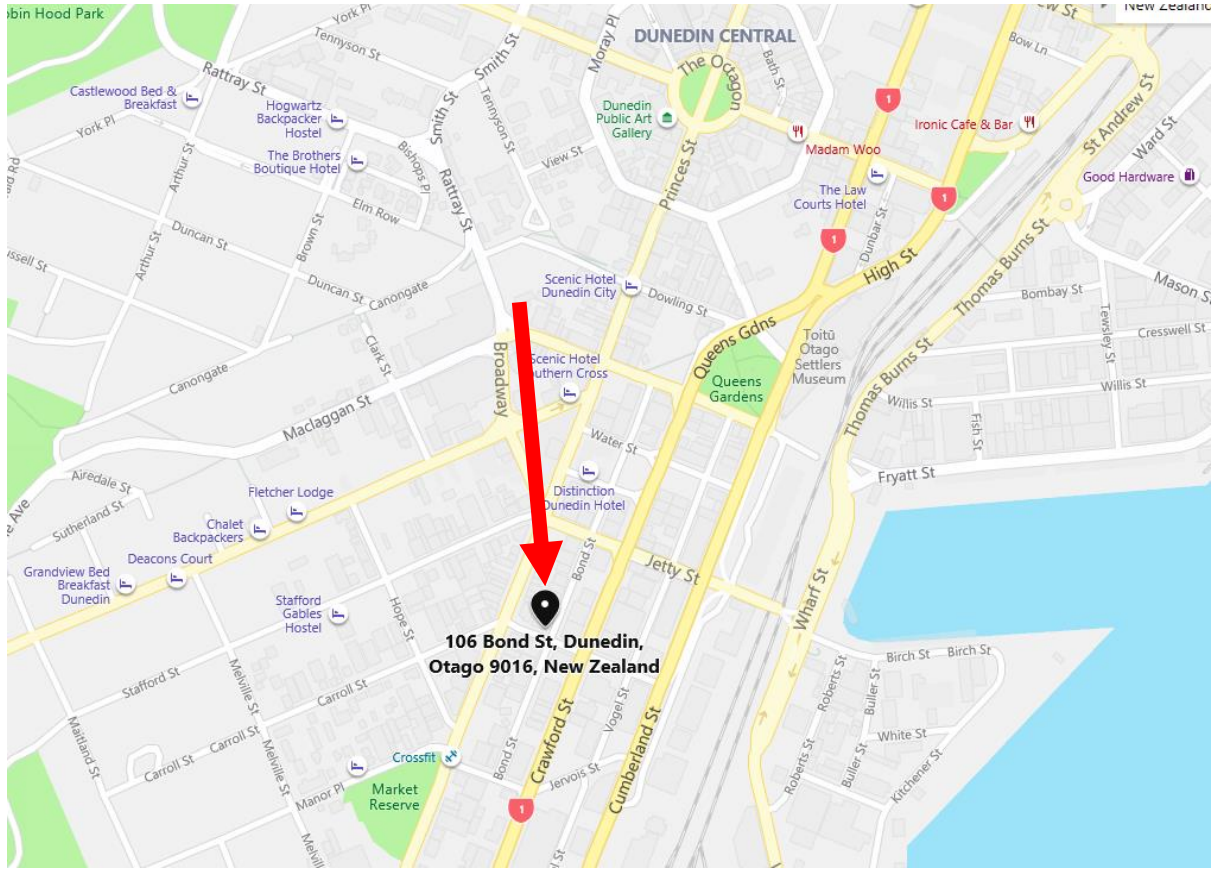 obin Hood Park
York Pl
Tennyson St
Smith St
Moray Pl
DUNEDIN CENTRAL
The Octagon
Bath St
New Zealand
Bow Ln
Rattray St
Castlewood Bed &
Breakfast
Hogwartz
Backpacker
Hostel
Smith St
Tennyson St
Dunedin
Public Art
Gallery
1
Madam Woo
Ironic Cafe & Bar
St Andrew St
Ward St
York Pl
Arthur St
The Brothers
Boutique Hotel
Bishops Pl
Rattray St
View St
Princes St
The Law
Courts Hotel
1
Good Hardware
Elm Row
Brown St
Duncan St
Arthur St
ussell St
Duncan St
Canongate
Scenic Hotel
Dunedin City
Dowling St
1
Dunbar St
High St
Thomas Burns St
Bombay St
Mason S
Tewsley St
Cresswell St
Clark St
Broadway
Scenic Hotel
outhern Cross
Queens Gdns
Queens
Gardens
Toitū
Otago
Settlers
Museum
Thomas Burns St
Willis St
Willis St
Fish St
Canongate
Maclaggan St
Water St
Fryatt St
Airedale St
Sutherland St
Fletcher Lodge
Distinction
Dunedin Hotel
Chalet
Backpackers
Deacons Court
Grandview Bed
Breakfast
Dunedin
Bond St
Jetty St
Wharf St
Stafford
Gables
Hostel
Hope St
106 Bond St, Dunedin,
Otago 9016, New Zealand
Birch St
Birch St
Roberts St
Buller St
Stafford St
Melville St
Carroll St
Maitland St
Carroll St
Carroll St
Melville St
Crossfit
Bond St
Crawford St
Vogel St
Cumberland St
White St
Roberts St
Buller St
Kitchener St
Manor Pl
Market
Reserve
Jervois St
1
Melvill
St